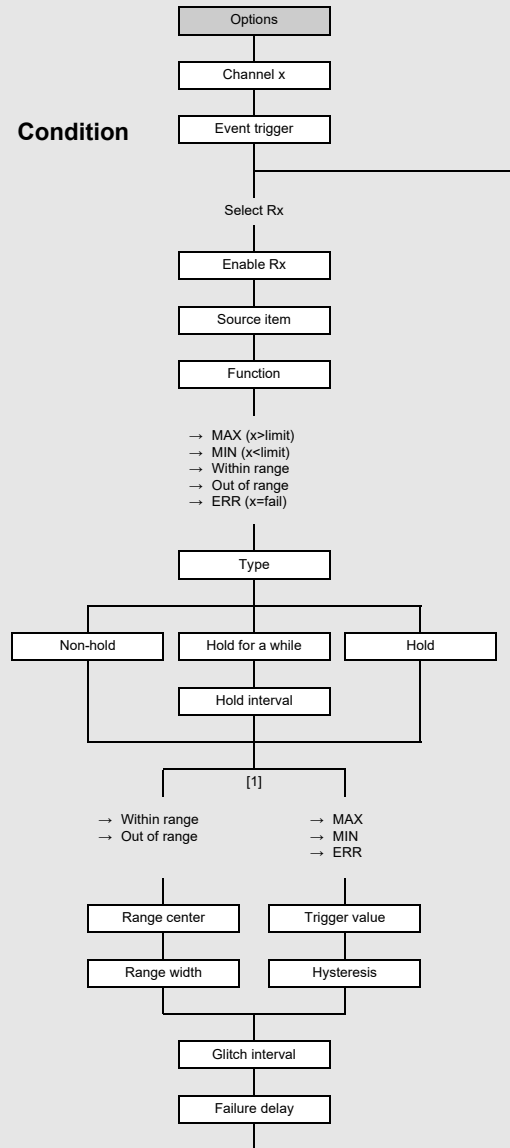 Options
Channel x
Condition
Event trigger
Select Rx
Enable Rx
Source item
Function
→ MAX (x>limit)
→ MIN (x<limit)
→ Within range
→ Out of range
→ ERR (x=fail)
Type
Non-hold
Hold for a while
Hold
Hold interval
[1]
→ Within range
→ Out of range
→ MAX
→ MIN
→ ERR
Range center
Trigger value
Range width
Hysteresis
Glitch interval
Failure delay